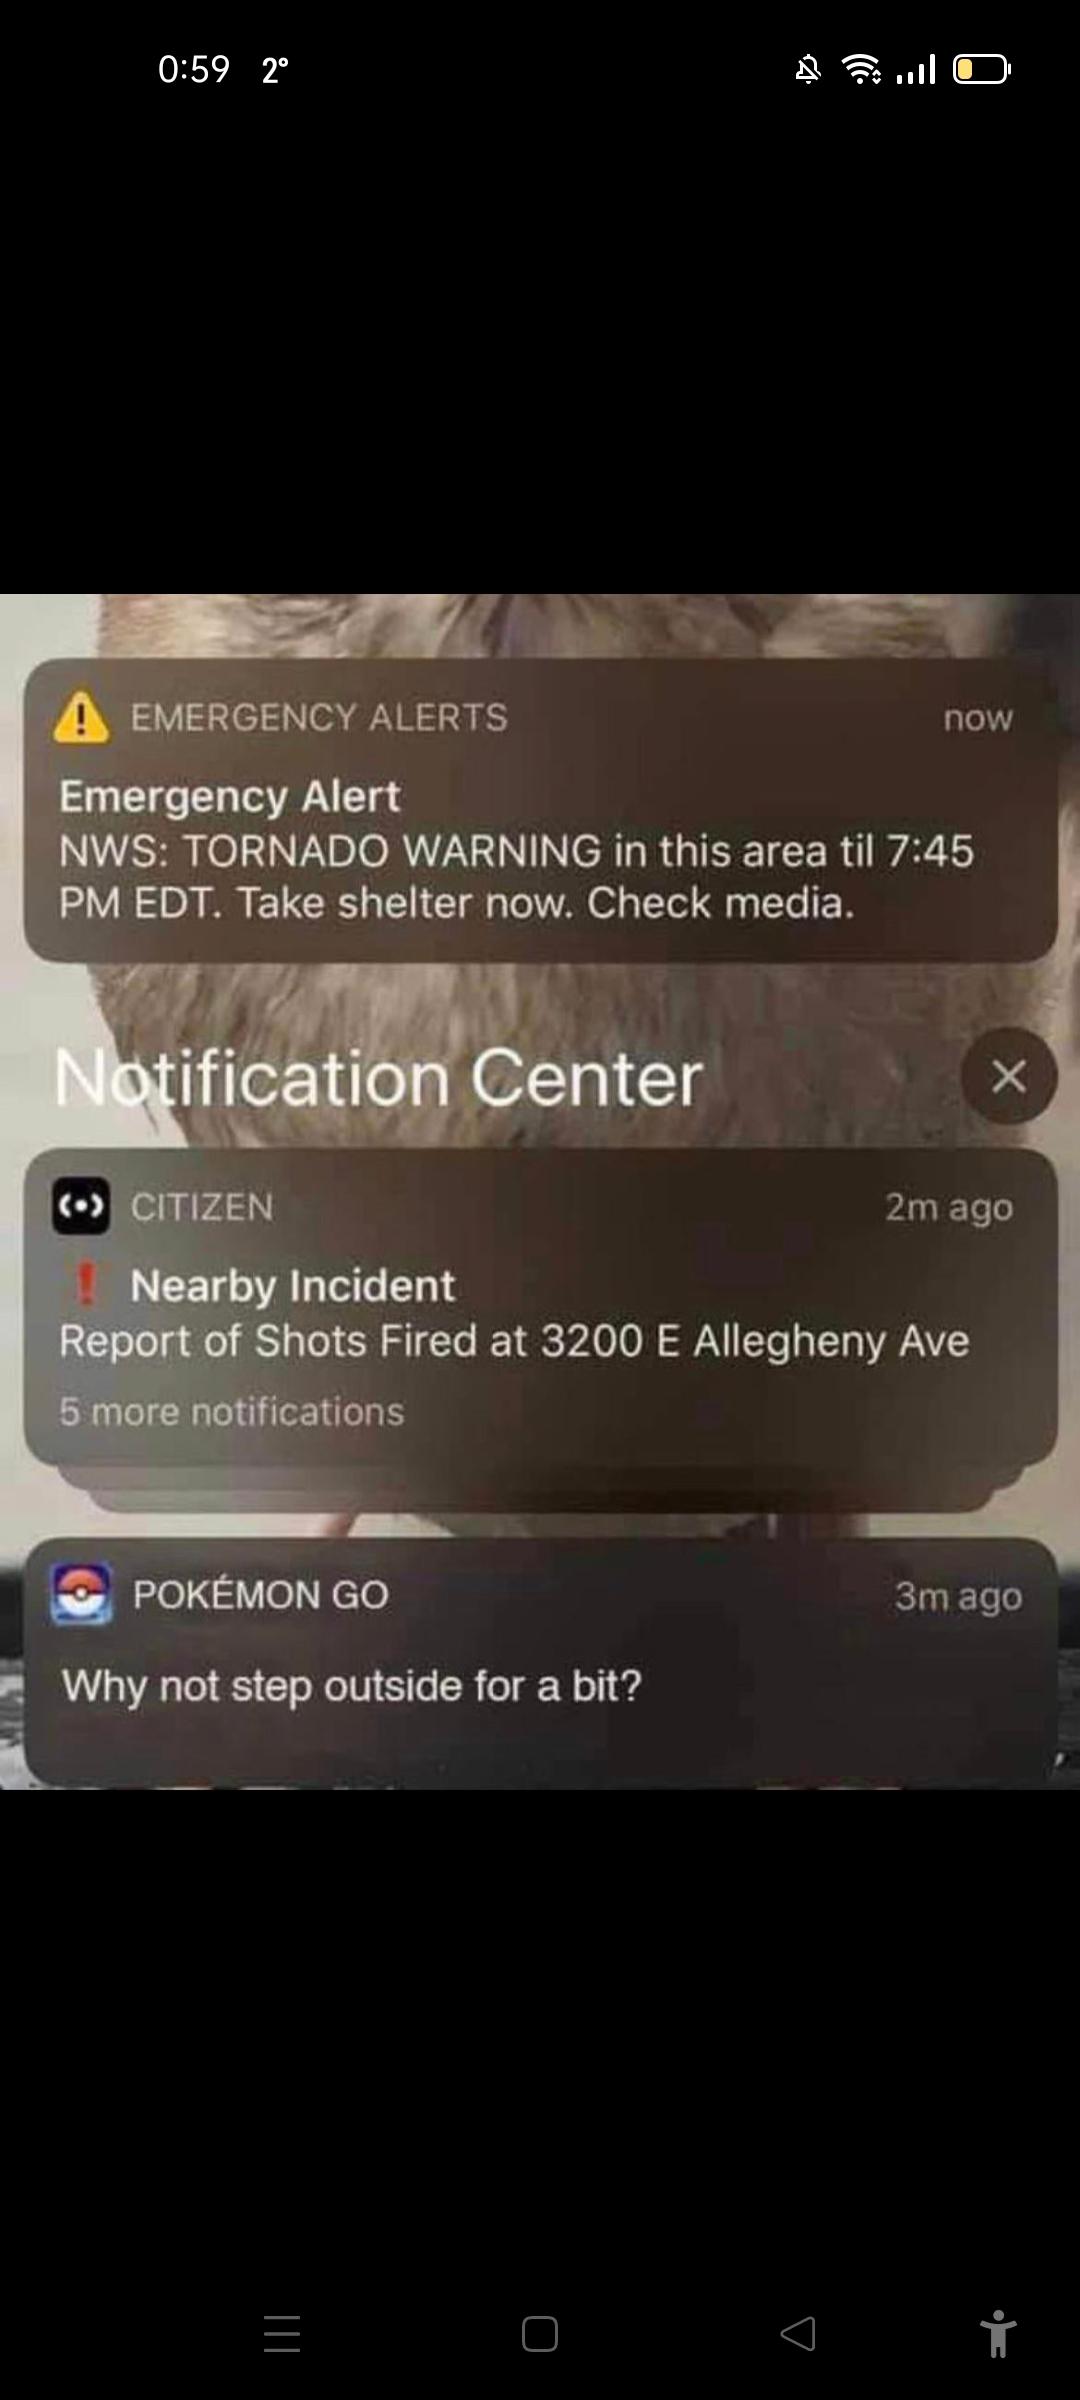 0:59 2°
EMERGENCY ALERTS now
Emergency Alert
NWS: TORNADO WARNING in this area til 7:45
PM EDT. Take shelter now. Check media.
Notification Center
CITIZEN 2m ago
❗ Nearby Incident
Report of Shots Fired at 3200 E Allegheny Ave
5 more notifications
POKÉMON GO 3m ago
Why not step outside for a bit?